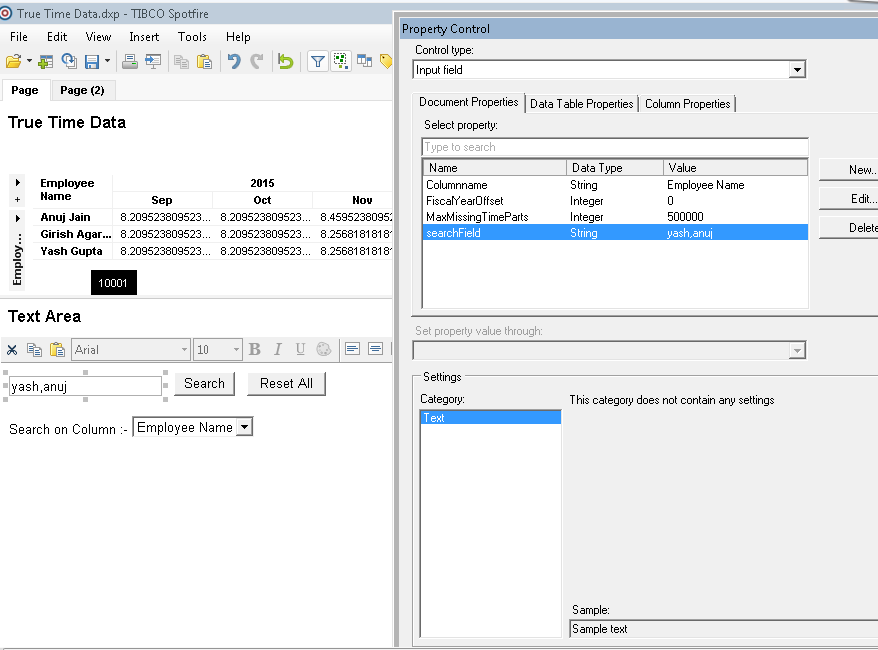 True Time Data.dxp - TIBCO Spotfire
File Edit View Insert Tools Help
Page Page (2)
True Time Data
Employee Name 2015
Sep Oct Nov
Anuj Jain 8.209523809523... 8.209523809523... 8.4595238095
Girish Agar... 8.209523809523... 8.209523809523... 8.2568181818
Yash Gupta 8.209523809523... 8.209523809523... 8.2568181818
Employ...
10001
Text Area
Arial 10 B I U
yash,anuj Search Reset All
Search on Column :- Employee Name
Property Control
Control type:
Input field
Document Properties Data Table Properties Column Properties
Select property:
Type to search
Name Data Type Value
Columnname String Employee Name
FiscalYearOffset Integer 0
MaxMissingTimeParts Integer 500000
searchField String yash,anuj
New...
Edit...
Delete
Set property value through:
Settings
Category:
Text
This category does not contain any settings
Sample:
Sample text